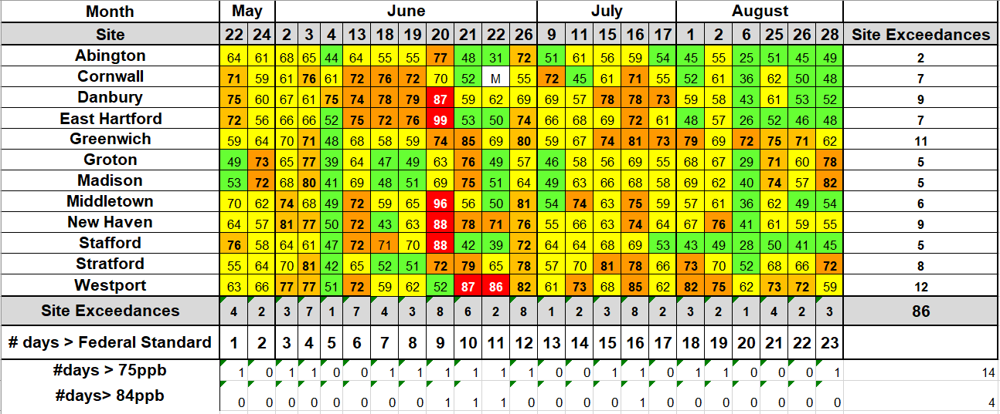 Month May June July August
Site 22 24 2 3 4 13 18 19 20 21 22 26 9 11 15 16 17 1 2 6 25 26 28 Site Exceedances
Abington 64 61 68 65 44 64 55 55 77 48 31 72 51 61 56 59 54 45 55 25 51 45 49 2
Cornwall 71 59 61 76 61 72 76 72 70 52 M 55 72 45 61 71 55 52 61 36 62 50 48 7
Danbury 75 60 67 61 75 74 78 79 87 59 62 69 69 57 78 78 73 59 58 43 61 53 52 9
East Hartford 72 56 66 66 52 75 72 76 99 53 50 74 66 68 69 72 61 48 57 26 52 46 48 7
Greenwich 59 64 70 71 48 68 58 59 74 85 69 80 59 67 74 81 73 79 69 72 75 71 62 11
Groton 49 73 65 77 39 64 47 49 63 76 49 57 46 58 56 69 55 68 67 29 71 60 78 5
Madison 53 72 68 80 41 69 48 51 69 75 51 64 49 63 66 68 58 69 62 40 74 57 82 5
Middletown 70 62 74 68 49 72 59 65 96 56 50 81 54 74 63 75 59 57 61 36 62 49 54 6
New Haven 64 57 81 77 50 72 43 63 88 78 71 76 55 66 63 74 64 67 76 41 61 59 55 9
Stafford 76 58 64 61 47 72 71 70 88 42 39 72 64 64 68 69 53 43 49 28 50 41 45 5
Stratford 55 64 70 81 42 65 52 51 72 79 65 78 57 70 81 78 66 73 70 52 68 66 72 8
Westport 63 66 77 77 51 72 59 62 52 87 86 82 61 73 68 85 62 82 75 62 73 72 59 12
Site Exceedances 4 2 3 7 1 7 4 3 8 6 2 8 1 2 3 8 2 3 2 1 4 2 3 86
# days > Federal Standard 1 2 3 4 5 6 7 8 9 10 11 12 13 14 15 16 17 18 19 20 21 22 23
#days > 75ppb 1 0 1 1 0 0 1 1 1 1 1 1 0 0 1 1 0 1 1 0 0 0 1 14
#days> 84ppb 0 0 0 0 0 0 0 0 1 1 1 0 0 0 0 1 0 0 0 0 0 0 0 4